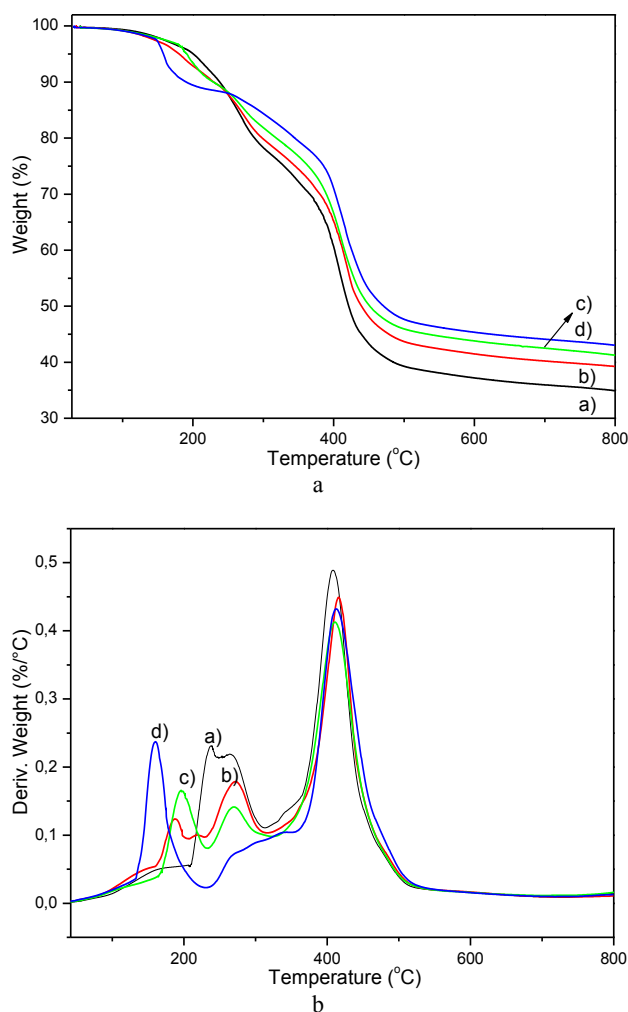 100
90
80
70
60
50
40
30
Weight (%)
c)
d)
b)
a)
200
400
600
800
Temperature (°C)
a
0,5
0,4
0,3
0,2
0,1
0,0
Deriv. Weight (%/°C)
d)
a)
c)
b)
200
400
600
800
Temperature (°C)
b